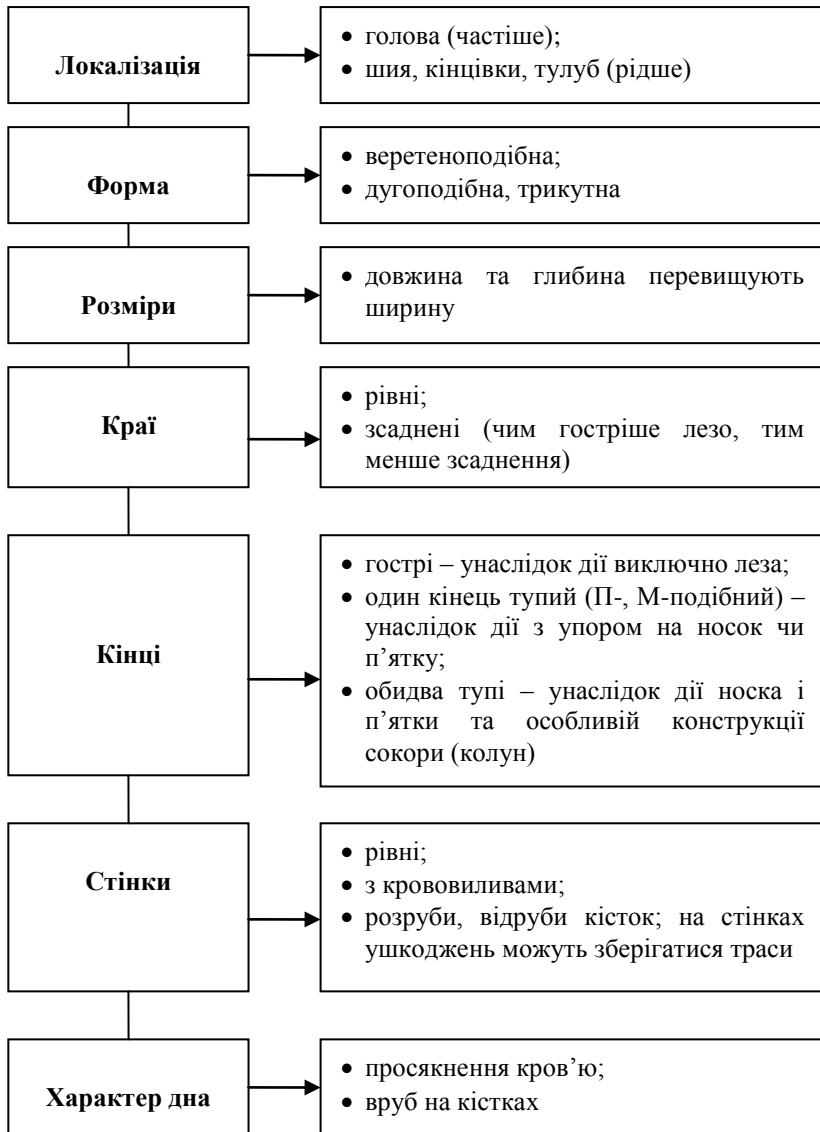 Локалізація
• голова (частіше);
• шия, кінцівки, тулуб (рідше)
Форма
• веретеноподібна;
• дугоподібна, трикутна
Розміри
• довжина та глибина перевищують
ширину
Краї
• рівні;
• зсаднені (чим гостріше лезо, тим
менше зсаднення)
Кінці
• гострі – унаслідок дії виключно леза;
• один кінець тупий (П-, М-подібний) –
унаслідок дії з упором на носок чи
п’ятку;
• обидва тупі – унаслідок дії носка і
п’ятки та особливій конструкції
сокори (колун)
Стінки
• рівні;
• з крововиливами;
• розруби, відруби кісток; на стінках
ушкоджень можуть зберігатися траси
Характер дна
• просякнення кров’ю;
• вруб на кістках